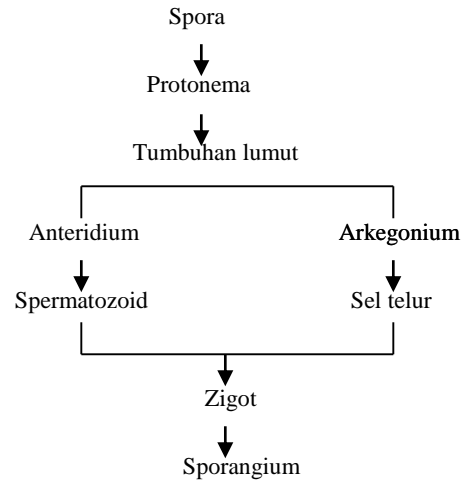 Spora
Protonema
Tumbuhan lumut
Anteridium Arkegonium
Spermatozoid Sel telur
Zigot
Sporangium